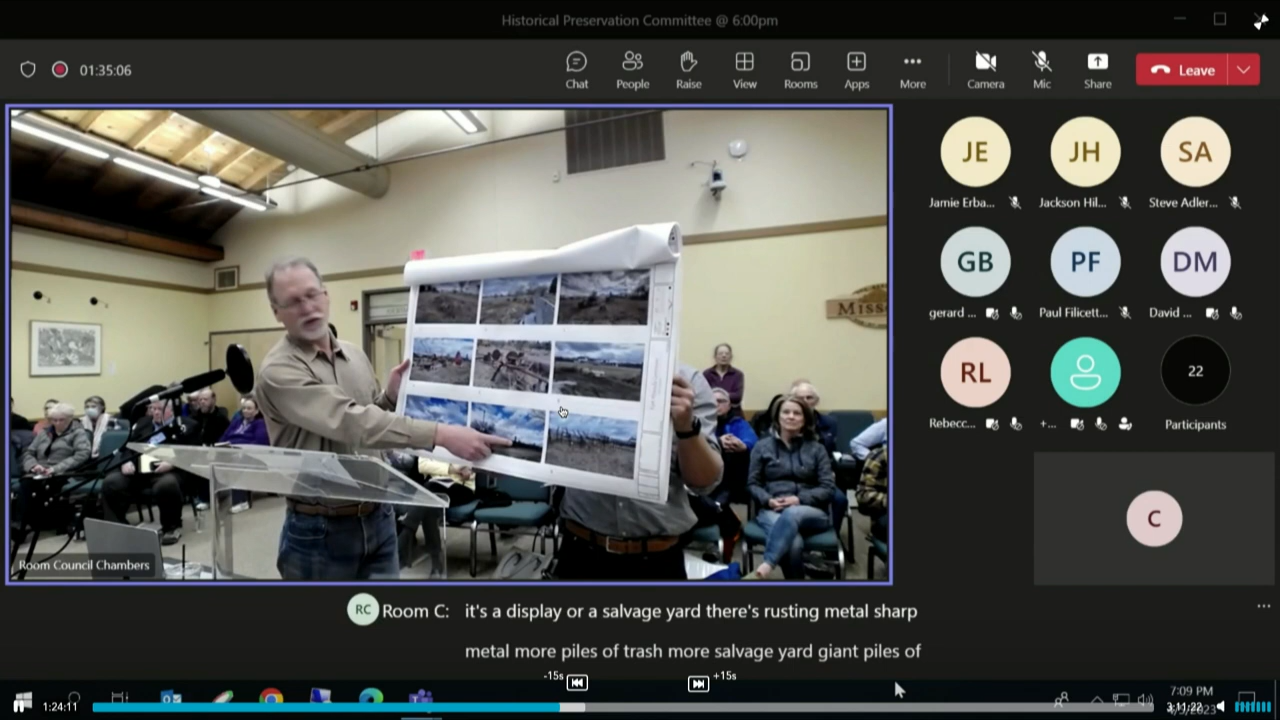 Historical Preservation Committee @ 6:00pm
01:35:06
Chat
People
Raise
View
Rooms
Apps
More
Camera
Mic
Share
Leave
JE
JH
SA
Jamie Erba...
Jackson Hil...
Steve Adler...
GB
PF
DM
gerard ...
Paul Filicett...
David ...
RL
22
Rebecc...
+...
Participants
C
Room Council Chambers
RC
Room C:
it's a display or a salvage yard there's rusting metal sharp
metal more piles of trash more salvage yard giant piles of
-15s
+15s
7:09 PM
1:24:11
3:11:22